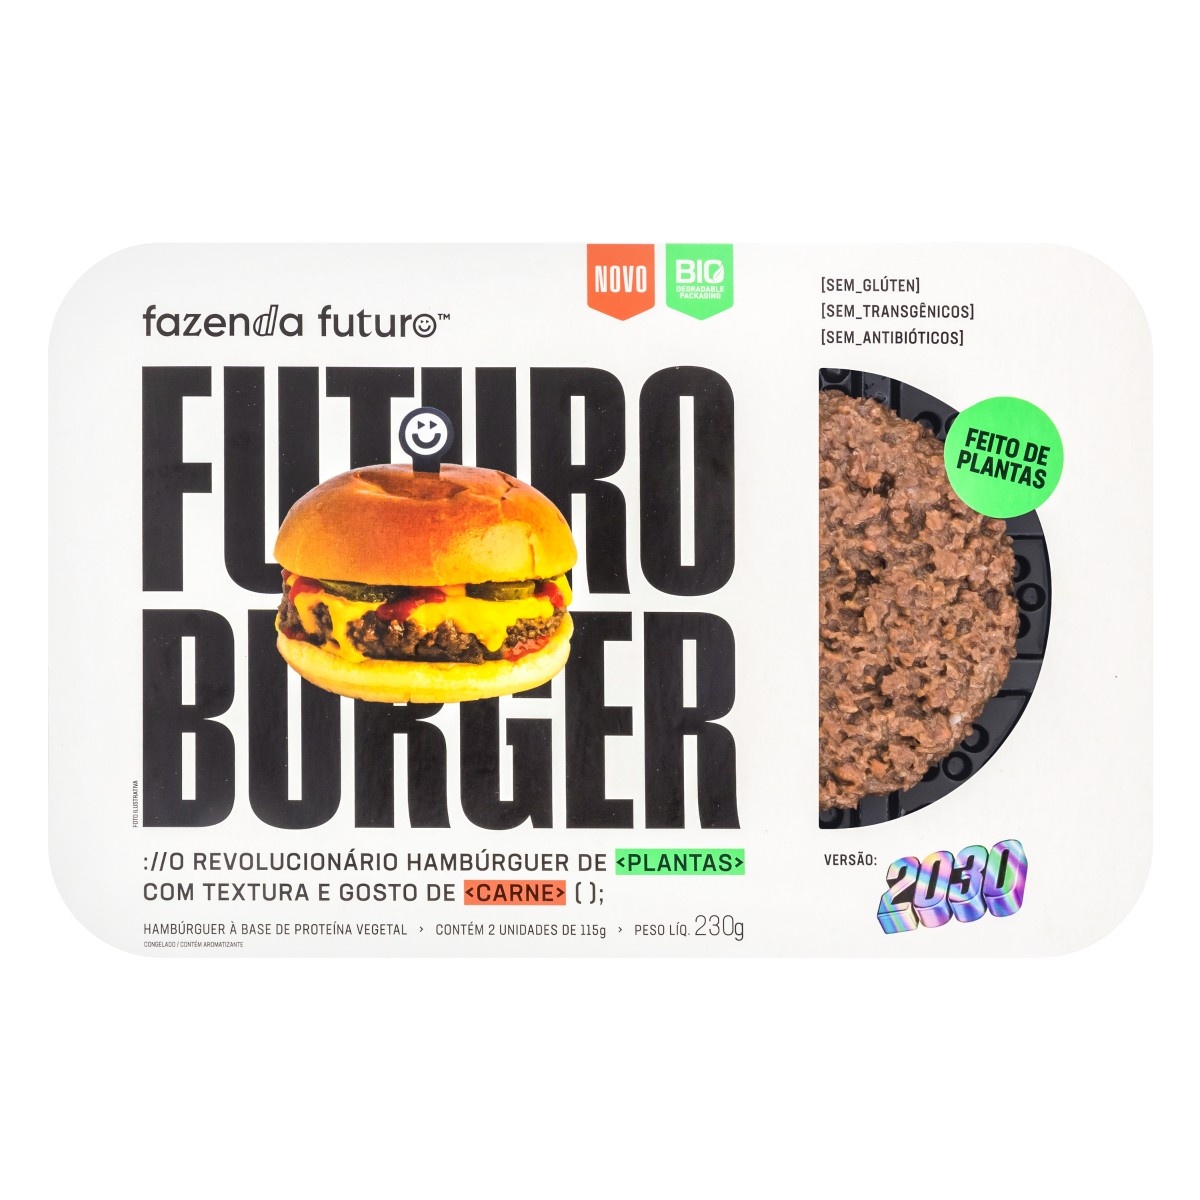 NOVO
BIO
DEGRADABLE
PACKAGING
[SEM_GLÚTEN]
[SEM_TRANSGÊNICOS]
[SEM_ANTIBIÓTICOS]
fazenda futuro™
FUTURO
BURGER
FEITO DE
PLANTAS
FOTO ILUSTRATIVA
://O REVOLUCIONÁRIO HAMBÚRGUER DE <PLANTAS>
COM TEXTURA E GOSTO DE <CARNE> ( );
VERSÃO: 2030
HAMBÚRGUER À BASE DE PROTEÍNA VEGETAL > CONTÉM 2 UNIDADES DE 115g > PESO LÍQ. 230g
CONGELADO / CONTÉM AROMATIZANTE